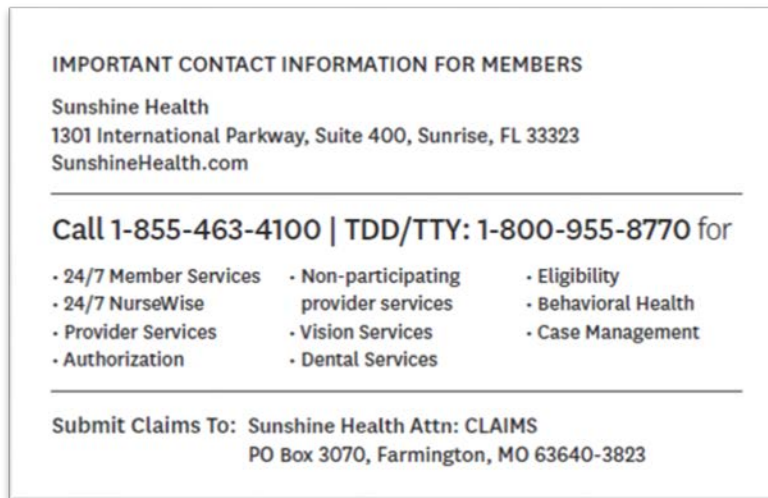 IMPORTANT CONTACT INFORMATION FOR MEMBERS
Sunshine Health
1301 International Parkway, Suite 400, Sunrise, FL 33323
SunshineHealth.com
Call 1-855-463-4100 | TDD/TTY: 1-800-955-8770 for
· 24/7 Member Services
· 24/7 NurseWise
· Provider Services
· Authorization
· Non-participating
provider services
· Vision Services
· Dental Services
· Eligibility
· Behavioral Health
· Case Management
Submit Claims To: Sunshine Health Attn: CLAIMS
PO Box 3070, Farmington, MO 63640-3823